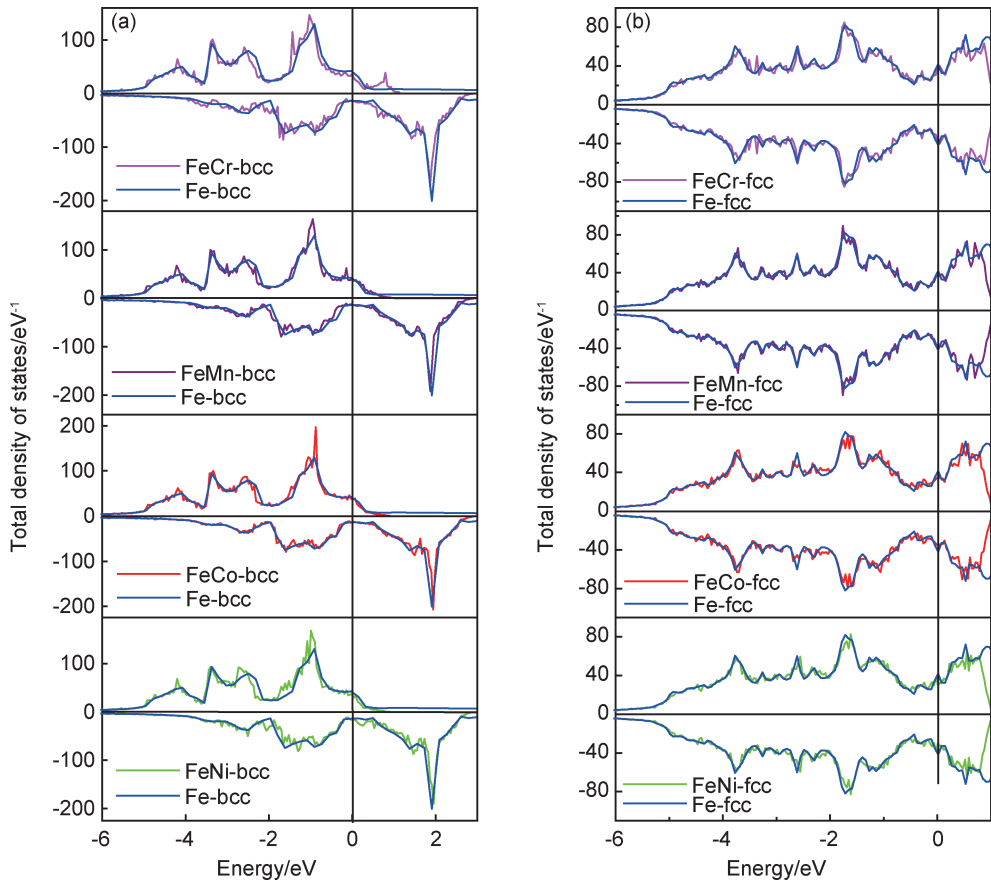 (a)
Total density of states/eV⁻¹
100
0
-100
-200
FeCr-bcc
Fe-bcc
100
0
-100
-200
FeMn-bcc
Fe-bcc
200
100
0
-100
-200
FeCo-bcc
Fe-bcc
100
0
-100
-200
FeNi-bcc
Fe-bcc
-6
-4
-2
0
2
Energy/eV
(b)
Total density of states/eV⁻¹
80
40
0
-40
-80
FeCr-fcc
Fe-fcc
80
40
0
-40
-80
FeMn-fcc
Fe-fcc
80
40
0
-40
-80
FeCo-fcc
Fe-fcc
80
40
0
-40
-80
FeNi-fcc
Fe-fcc
-6
-4
-2
0
Energy/eV